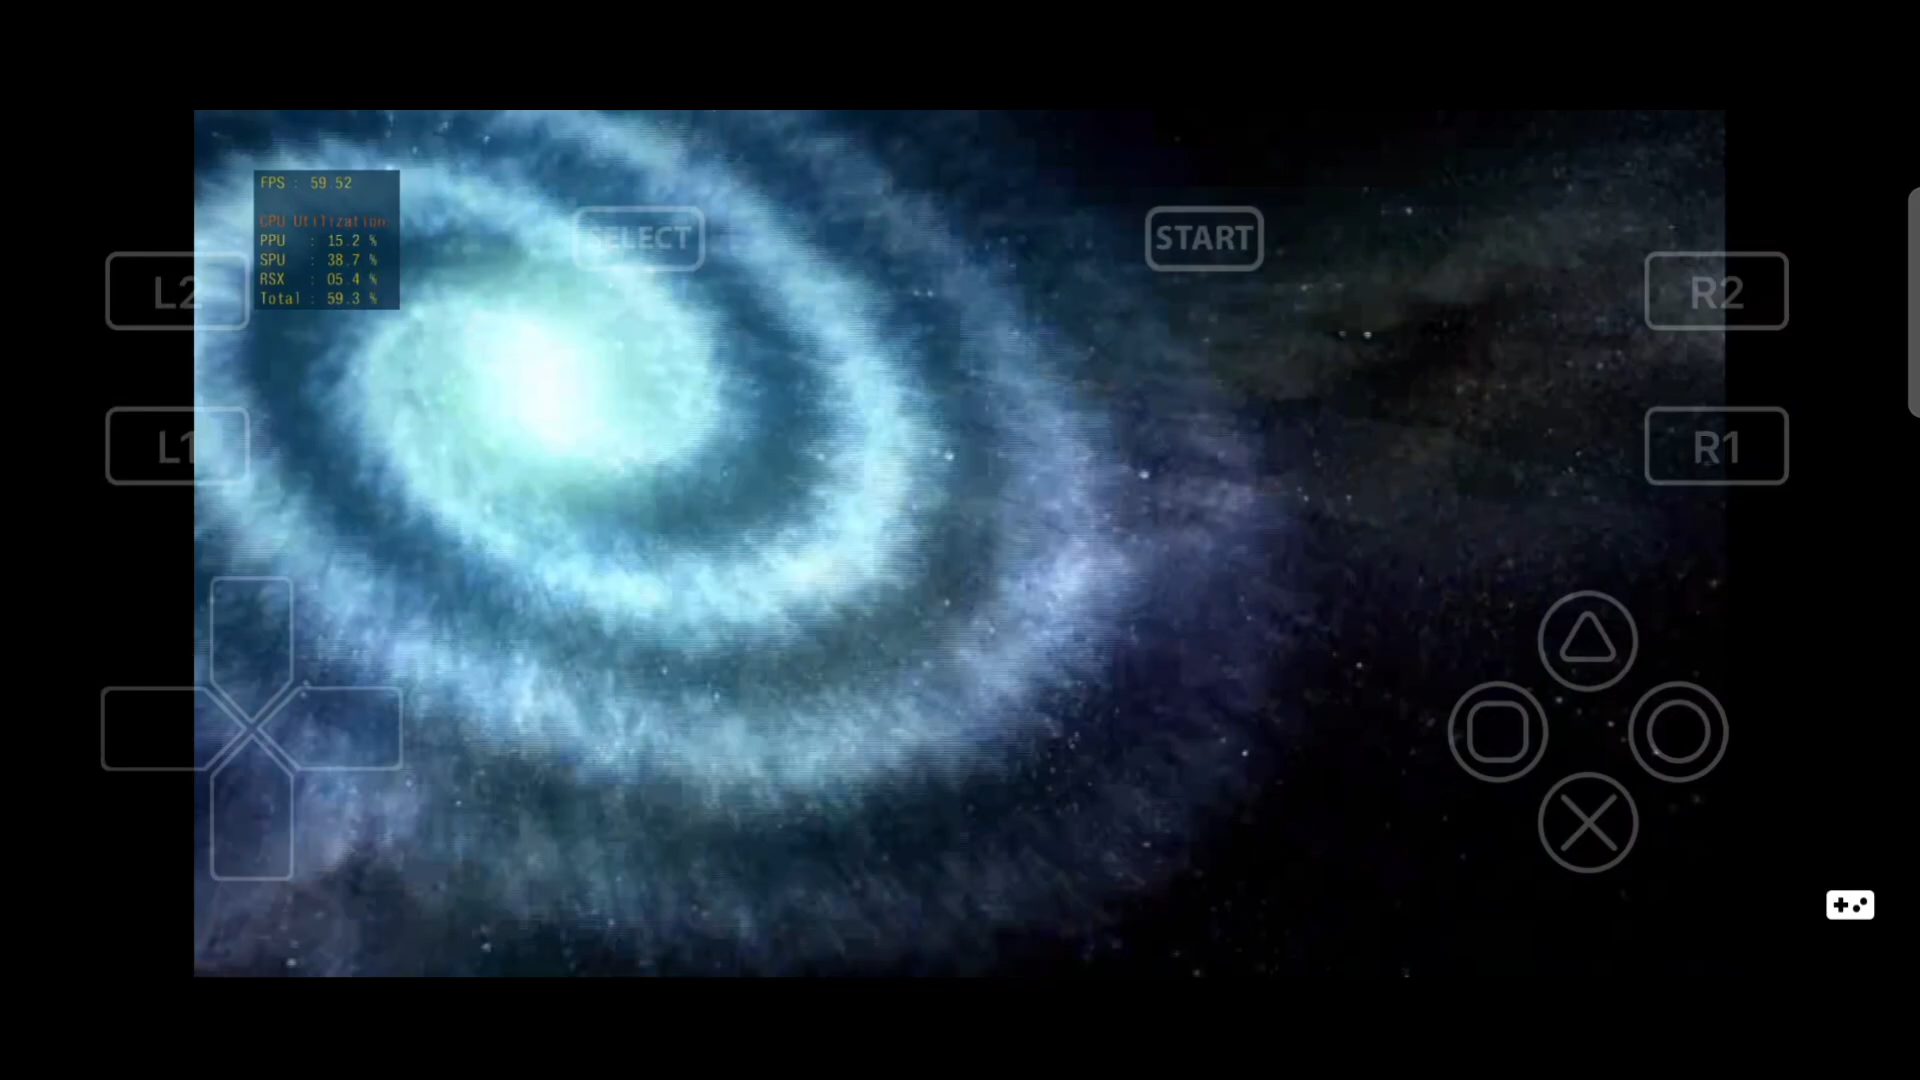 FPS : 59.52
CPU Utilization:
PPU : 15.2 %
SPU : 38.7 %
RSX : 05.4 %
Total : 59.3 %
SELECT
START
L2
R2
L1
R1